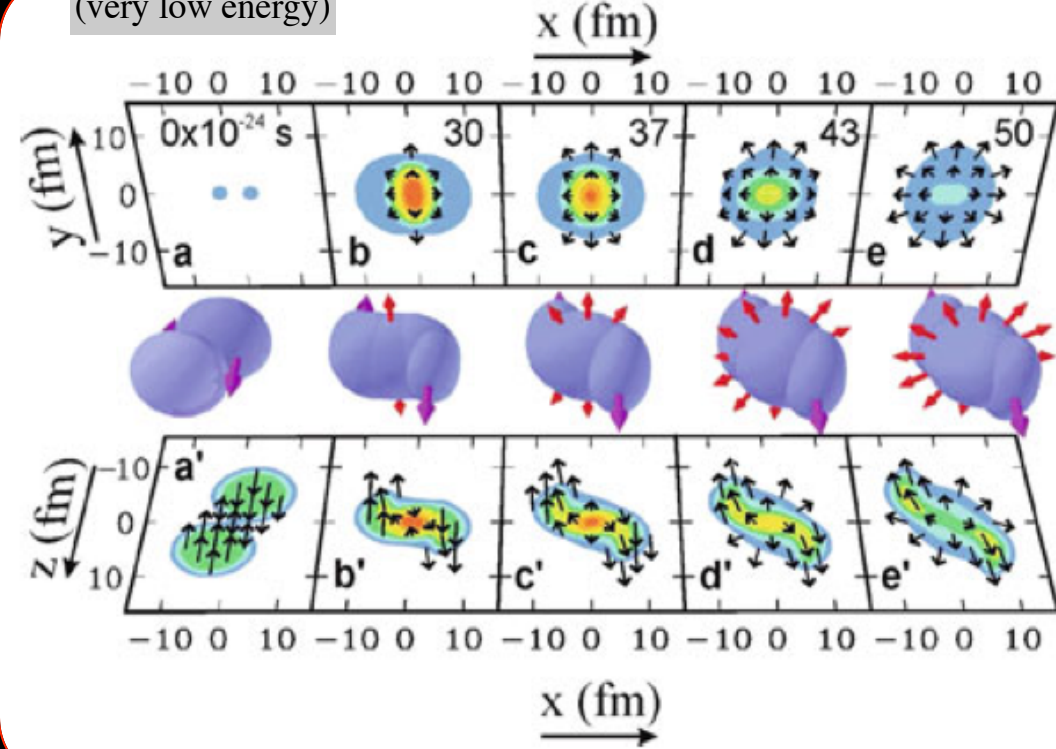 (very low energy)
x (fm)
−10 0 10 −10 0 10 −10 0 10 −10 0 10 −10 0 10
y (fm)
10
0
−10
0x10⁻²⁴ s
30
37
43
50
a
b
c
d
e
z (fm)
−10
0
10
a'
b'
c'
d'
e'
−10 0 10 −10 0 10 −10 0 10 −10 0 10 −10 0 10
x (fm)